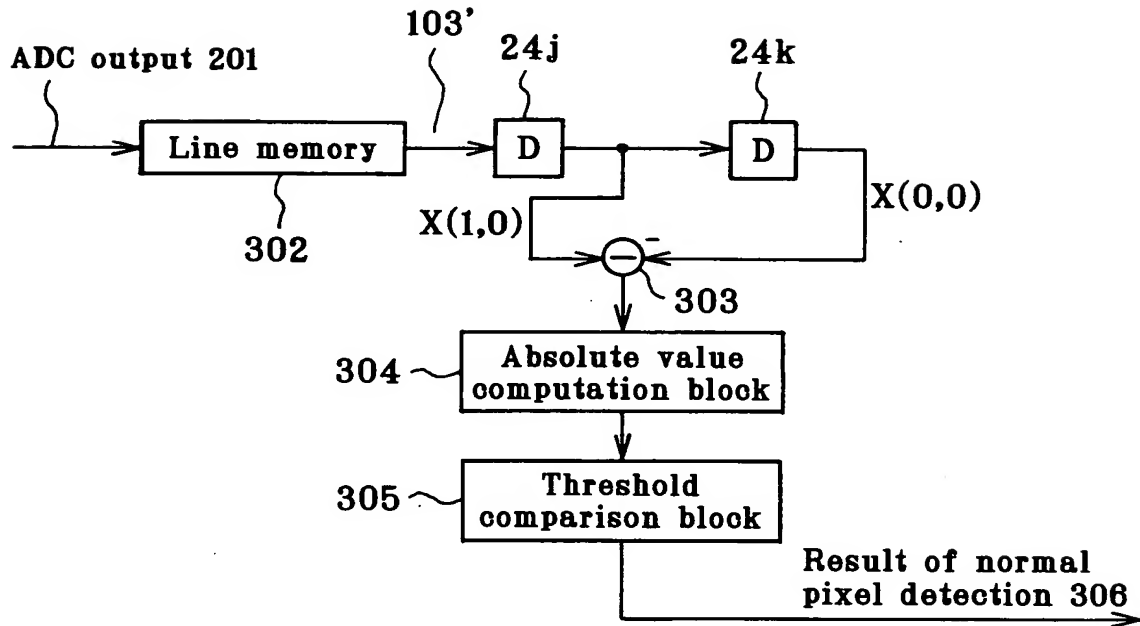 103'
24j
24k
ADC output 201
Line memory
D
D
302
X(1,0)
X(0,0)
−
−
303
304
Absolute value
computation block
305
Threshold
comparison block
Result of normal
pixel detection 306